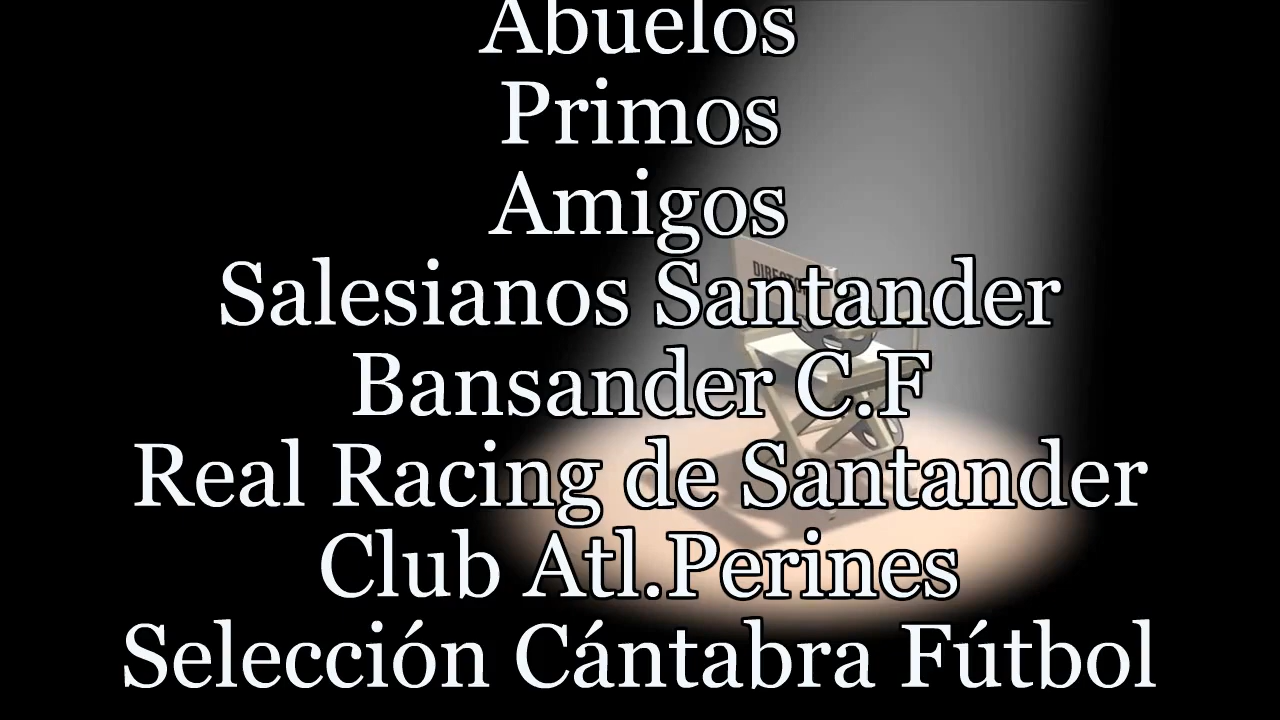 Abuelos
Primos
Amigos
Salesianos Santander
Bansander C.F
Real Racing de Santander
Club Atl.Perines
Selección Cántabra Fútbol